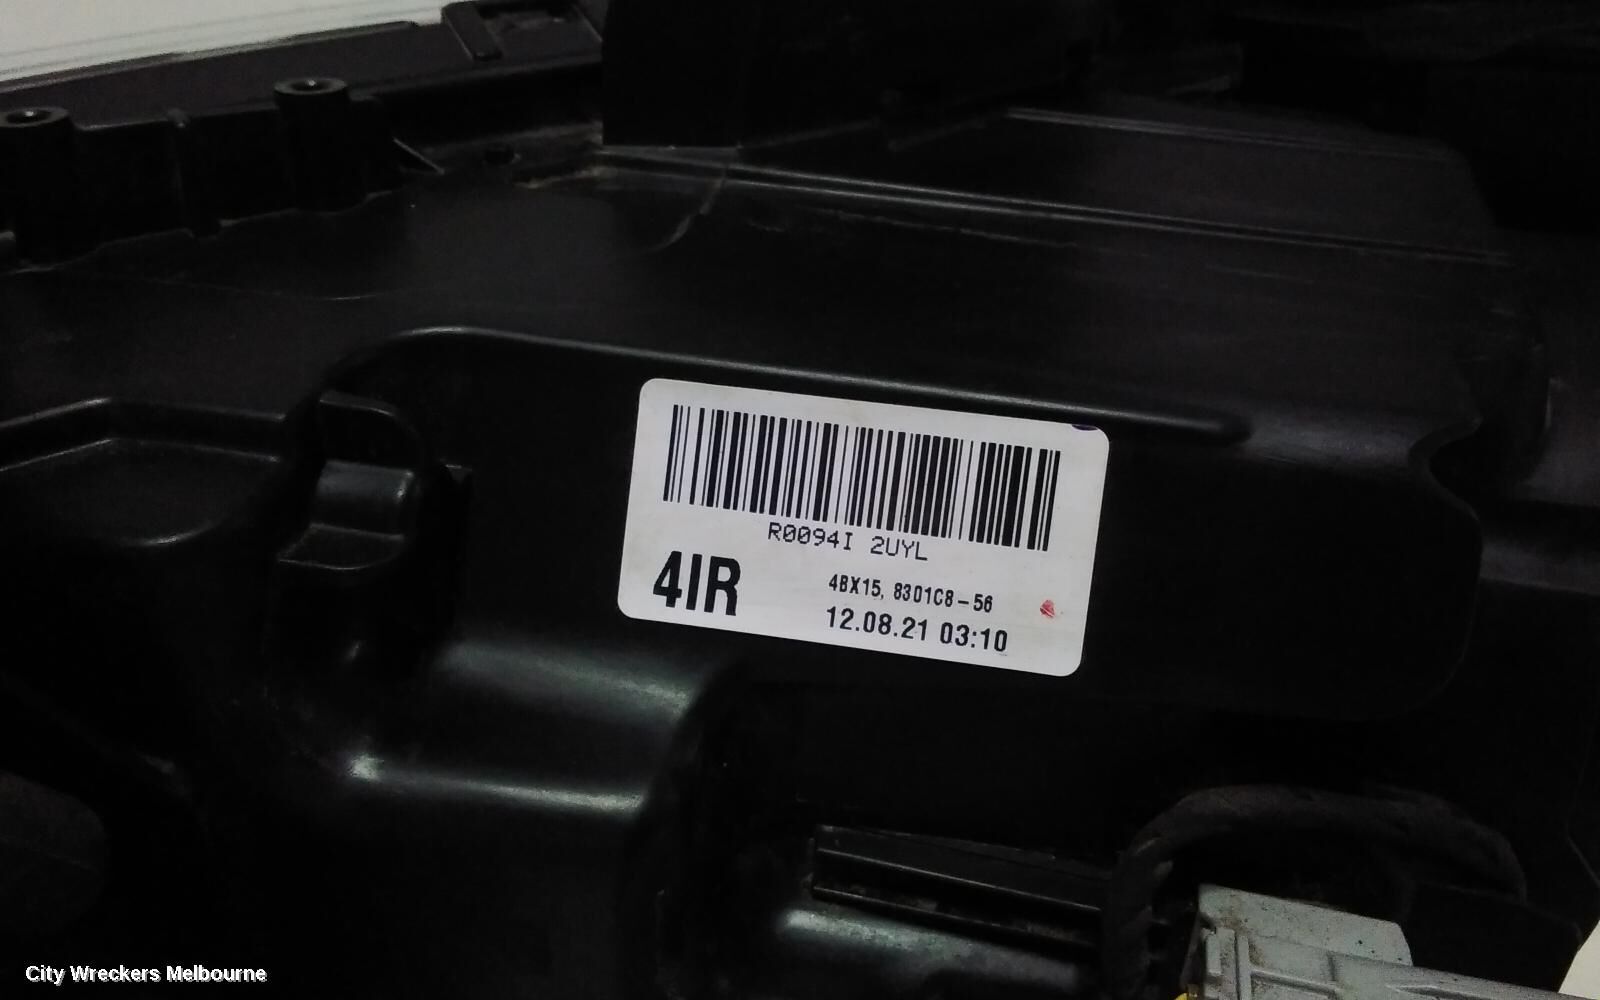 R0094I 2UYL
4IR
4BX15, 8301C8-56
12.08.21 03:10
City Wreckers Melbourne